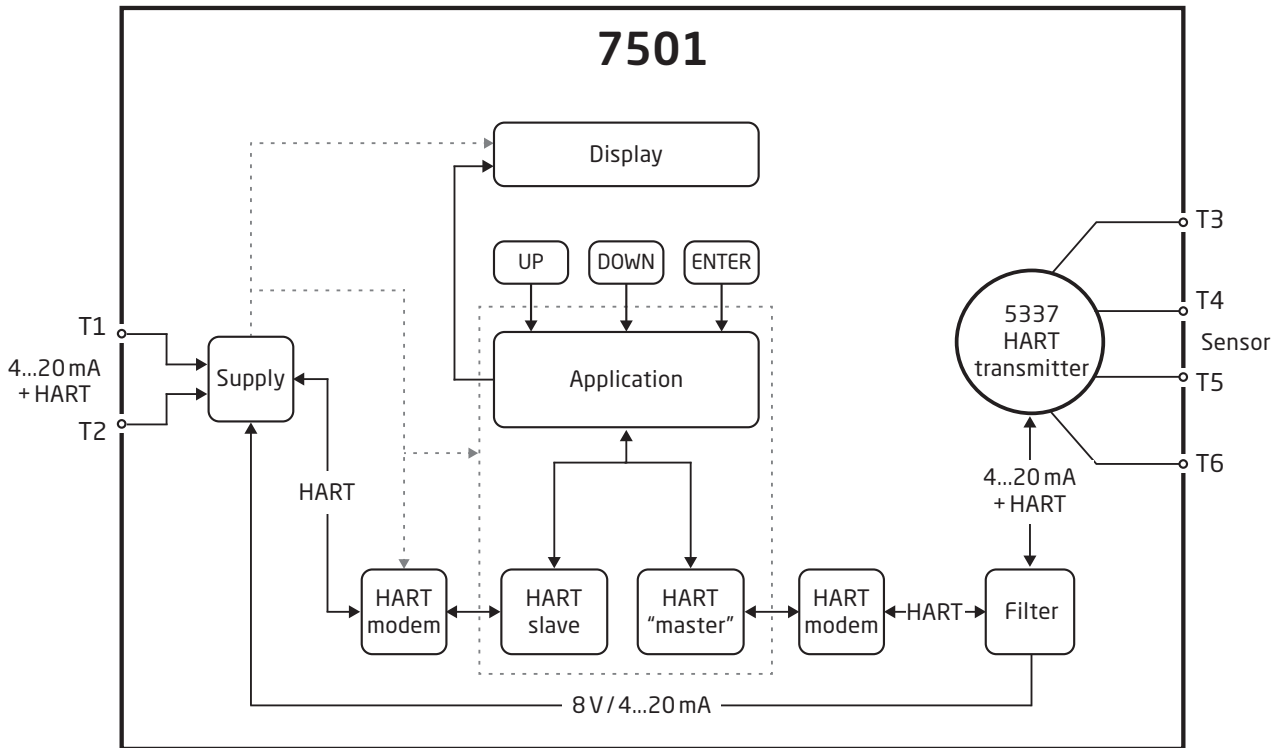 7501
Display
UP
DOWN
ENTER
T1
4...20 mA
+ HART
T2
Supply
Application
5337
HART
transmitter
T3
T4
Sensor
T5
T6
HART
4...20 mA
+ HART
HART
modem
HART
slave
HART
“master”
HART
modem
HART
Filter
8 V / 4...20 mA